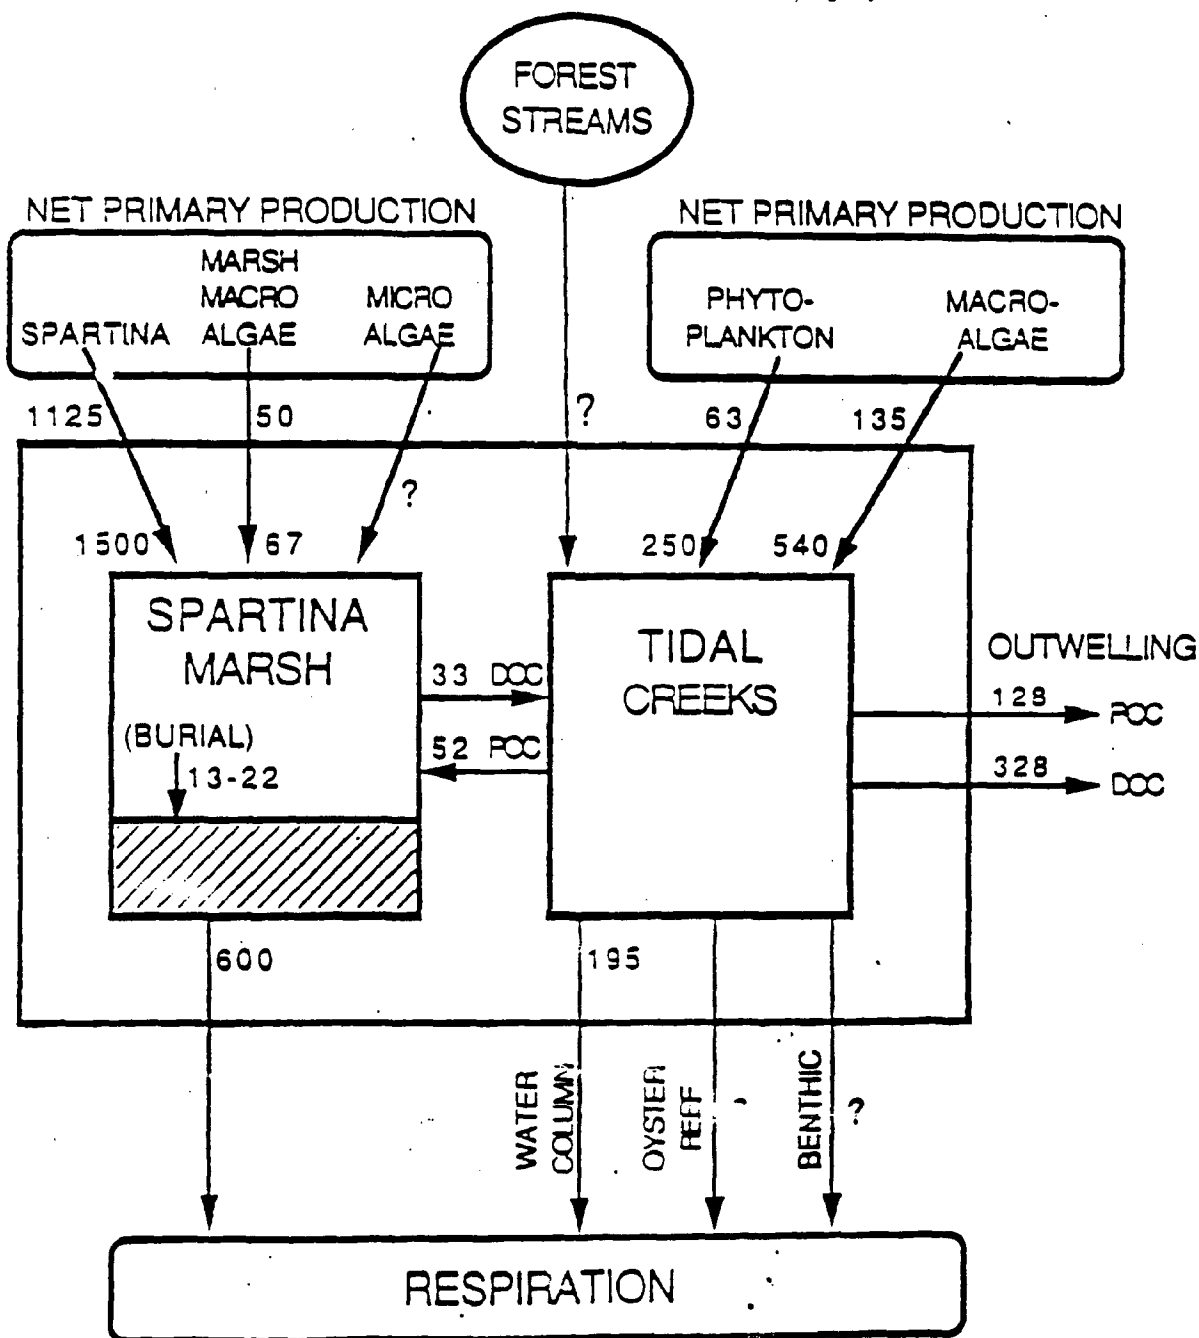 FOREST
STREAMS
NET PRIMARY PRODUCTION
SPARTINA
MARSH
MACRO
ALGAE
MICRO
ALGAE
NET PRIMARY PRODUCTION
PHYTO-
PLANKTON
MACRO-
ALGAE
1125
50
?
63
135
?
1500
67
250
540
SPARTINA
MARSH
(BURIAL)
13-22
33 DOC
52 POC
TIDAL
CREEKS
OUTWELLING
128
POC
328
DOC
600
195
WATER
COLUMN
OYSTER
REEF
BENTHIC
?
RESPIRATION